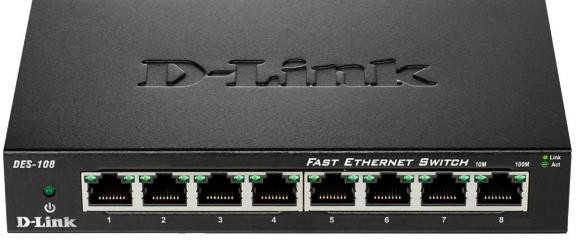 D-Link
DES-108
FAST ETHERNET SWITCH 10M 100M Link
Act
D-Link
1 2 3 4 5 6 7 8